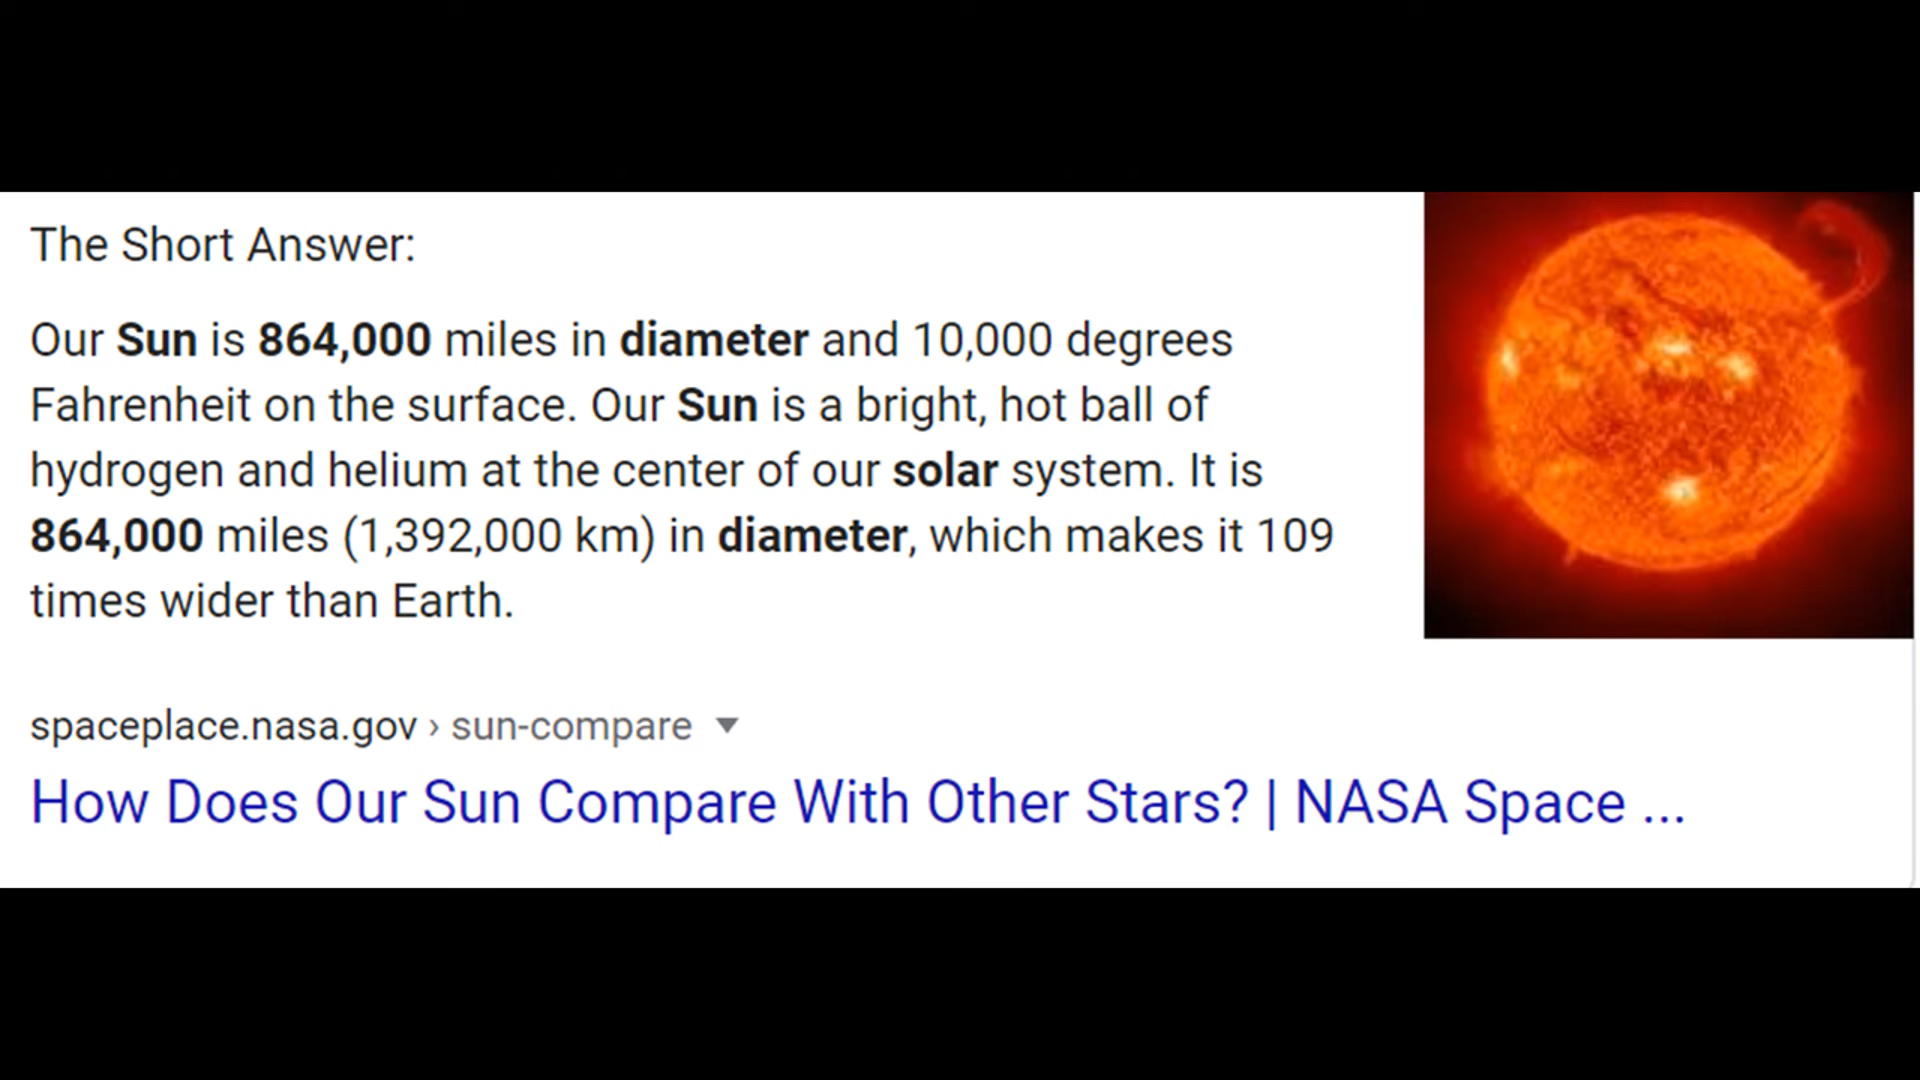 The Short Answer:
Our Sun is 864,000 miles in diameter and 10,000 degrees
Fahrenheit on the surface. Our Sun is a bright, hot ball of
hydrogen and helium at the center of our solar system. It is
864,000 miles (1,392,000 km) in diameter, which makes it 109
times wider than Earth.
spaceplace.nasa.gov › sun-compare
How Does Our Sun Compare With Other Stars? | NASA Space ...